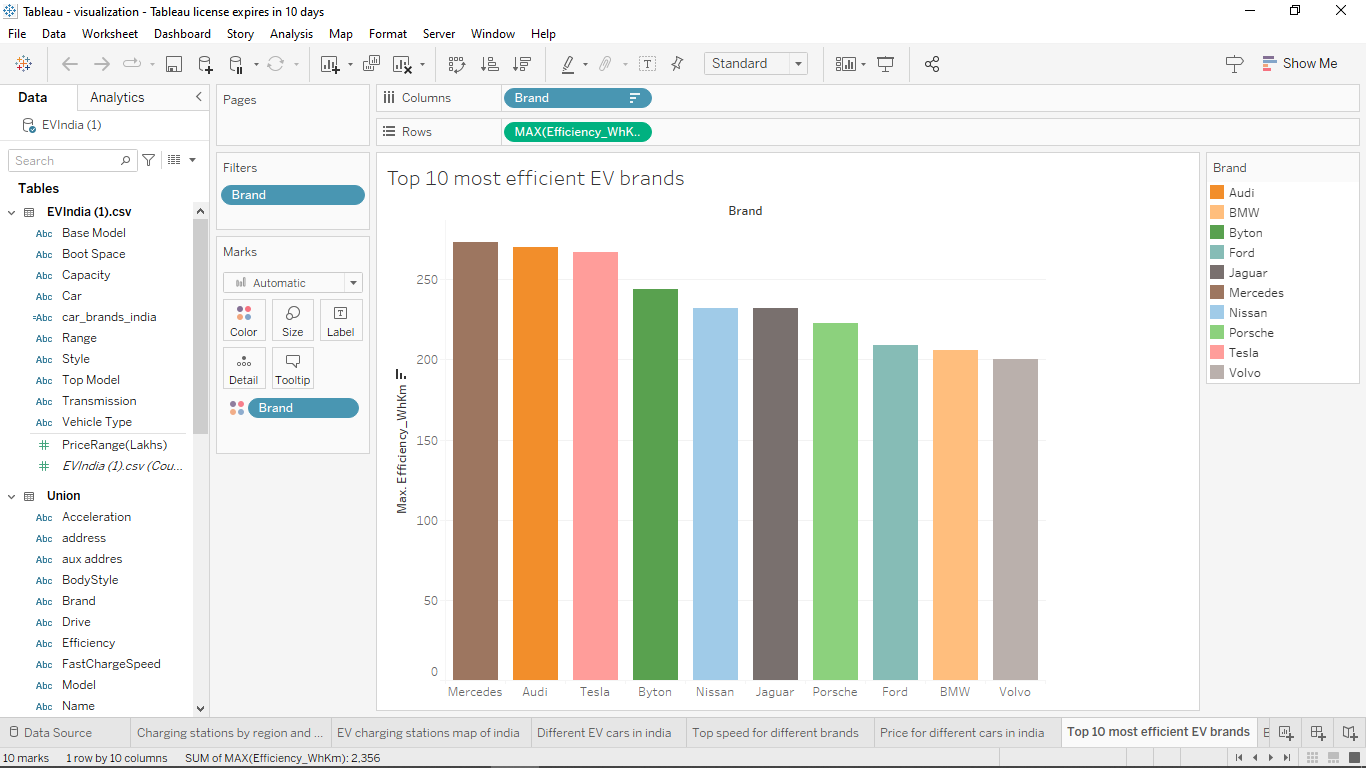 Tableau - visualization - Tableau license expires in 10 days
File Data Worksheet Dashboard Story Analysis Map Format Server Window Help
Standard
Show Me
Data Analytics
EVIndia (1)
Search
Tables
EVIndia (1).csv
Abc Base Model
Abc Boot Space
Abc Capacity
Abc Car
=Abc car_brands_india
Abc Range
Abc Style
Abc Top Model
Abc Transmission
Abc Vehicle Type
# PriceRange(Lakhs)
# EVIndia (1).csv (Cou...
Union
Abc Acceleration
Abc address
Abc aux addres
Abc BodyStyle
Abc Brand
Abc Drive
Abc Efficiency
Abc FastChargeSpeed
Abc Model
Abc Name
Pages
Filters
Brand
Marks
Automatic
Color Size Label
Detail Tooltip
Brand
Columns Brand
Rows MAX(Efficiency_WhK..
Top 10 most efficient EV brands
Brand
Max. Efficiency_WhKm
250
200
150
100
50
0
Mercedes Audi Tesla Byton Nissan Jaguar Porsche Ford BMW Volvo
Brand
Audi
BMW
Byton
Ford
Jaguar
Mercedes
Nissan
Porsche
Tesla
Volvo
Data Source Charging stations by region and ... EV charging stations map of india Different EV cars in india Top speed for different brands Price for different cars in india Top 10 most efficient EV brands E
10 marks 1 row by 10 columns SUM of MAX(Efficiency_WhKm): 2,356